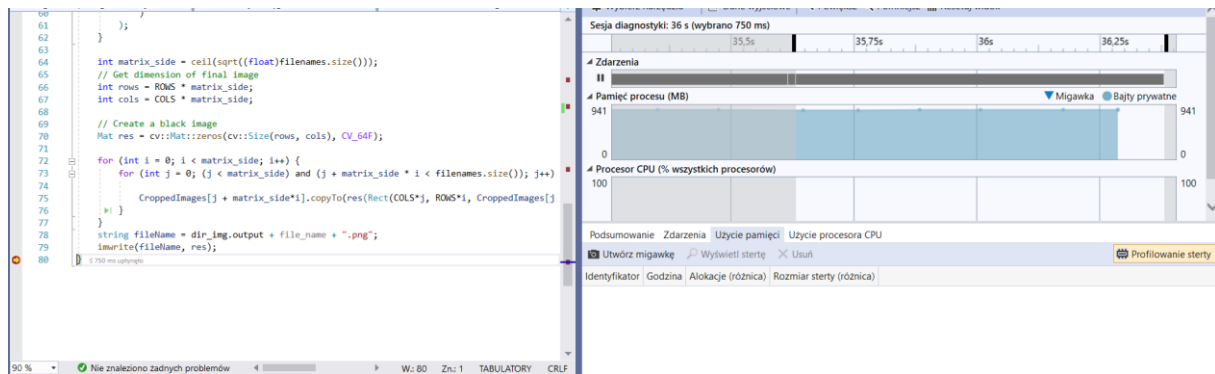 60 }
61 );
62 }
63
64 int matrix_side = ceil(sqrt((float)filenames.size()));
65 // Get dimension of final image
66 int rows = ROWS * matrix_side;
67 int cols = COLS * matrix_side;
68
69 // Create a black image
70 Mat res = cv::Mat::zeros(cv::Size(rows, cols), CV_64F);
71
72 for (int i = 0; i < matrix_side; i++) {
73 for (int j = 0; (j < matrix_side) and (j + matrix_side * i < filenames.size()); j++)
74
75 CroppedImages[j + matrix_side*i].copyTo(res(Rect(COLS*j, ROWS*i, CroppedImages[j
76 }
77 }
78 string fileName = dir_img.output + file_name + ".png";
79 imwrite(fileName, res);
80 } ≤ 750 ms upłynęło
90 % Nie znaleziono żadnych problemów W.: 80 Zn.: 1 TABULATORY CRLF
Sesja diagnostyki: 36 s (wybrano 750 ms)
35,5s 35,75s 36s 36,25s
Zdarzenia
Pamięć procesu (MB) Migawka Bajty prywatne
941 941
0 0
Procesor CPU (% wszystkich procesorów)
100 100
Podsumowanie Zdarzenia Użycie pamięci Użycie procesora CPU
Utwórz migawkę Wyświetl stertę Usuń Profilowanie sterty
Identyfikator Godzina Alokacje (różnica) Rozmiar sterty (różnica)